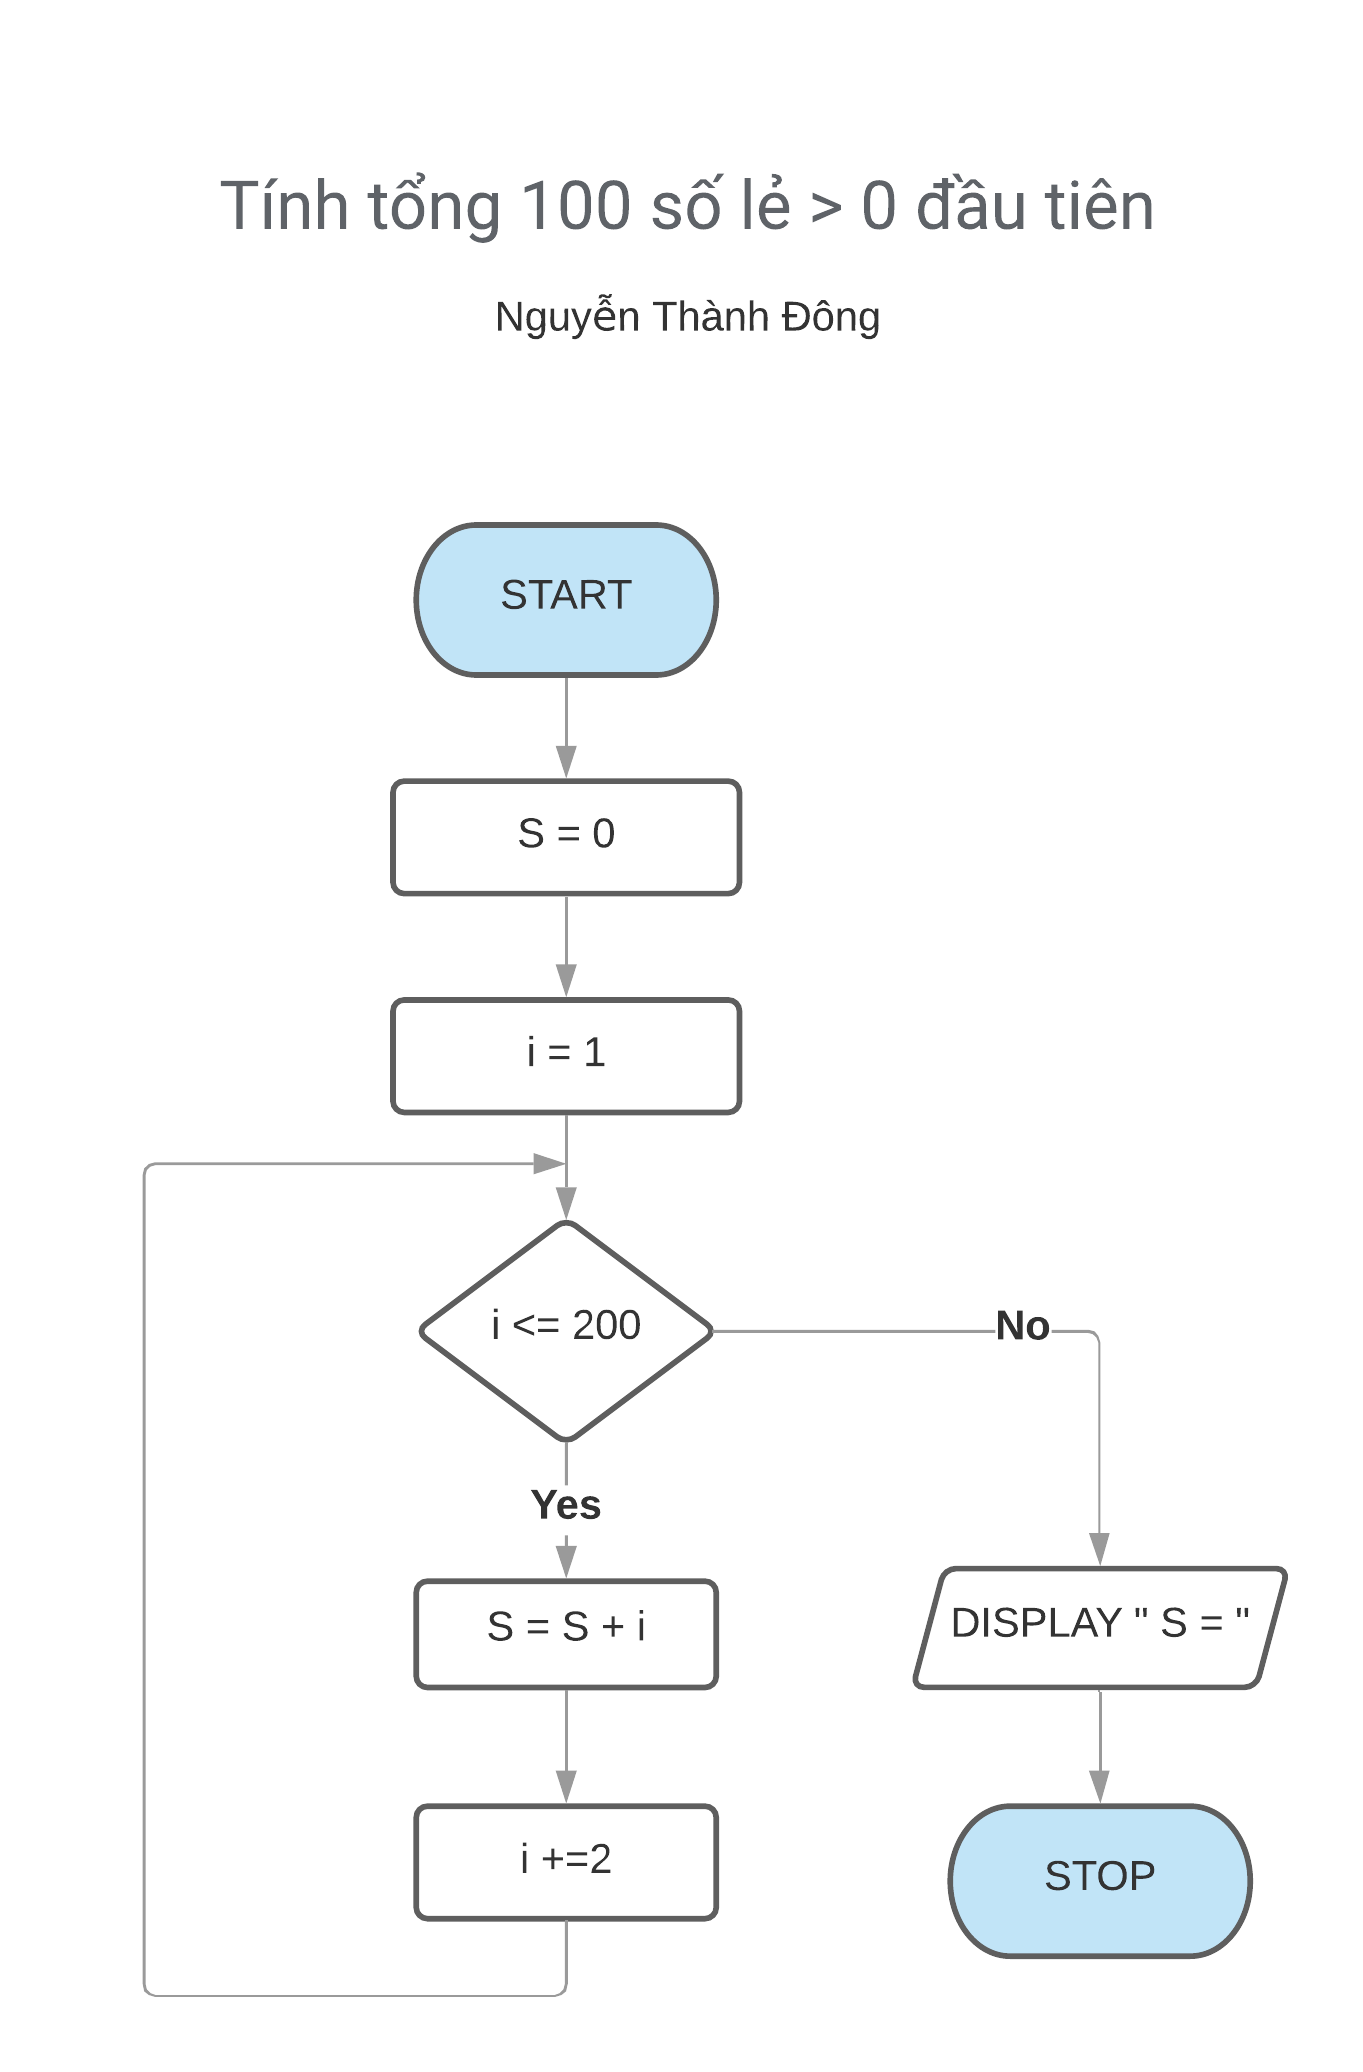 Tính tổng 100 số lẻ > 0 đầu tiên
Nguyễn Thành Đông
START
S = 0
i = 1
i <= 200
No
Yes
S = S + i
DISPLAY " S = "
i +=2
STOP